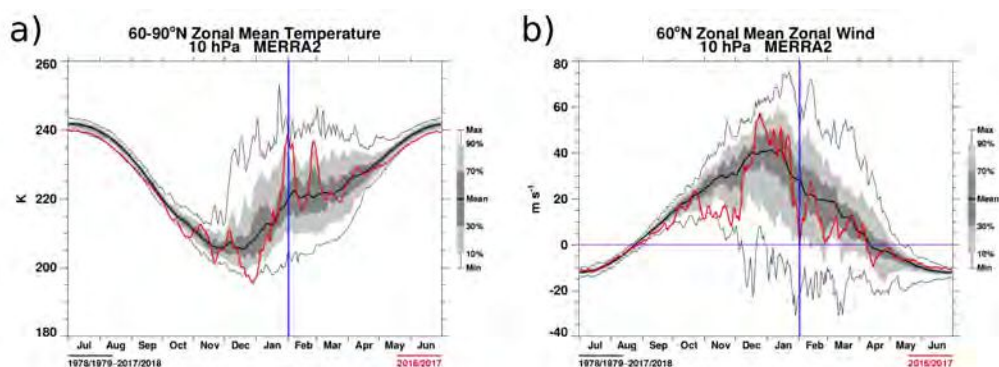 a)
60-90°N Zonal Mean Temperature
10 hPa MERRA2
260
240
220
200
180
K
Jul Aug Sep Oct Nov Dec Jan Feb Mar Apr May Jun
1978/1979-2017/2018
2016/2017
Max
90%
70%
Mean
30%
10%
Min
b)
60°N Zonal Mean Zonal Wind
10 hPa MERRA2
80
60
40
20
0
-20
-40
m s⁻¹
Jul Aug Sep Oct Nov Dec Jan Feb Mar Apr May Jun
1978/1979-2017/2018
2016/2017
Max
90%
70%
Mean
30%
10%
Min